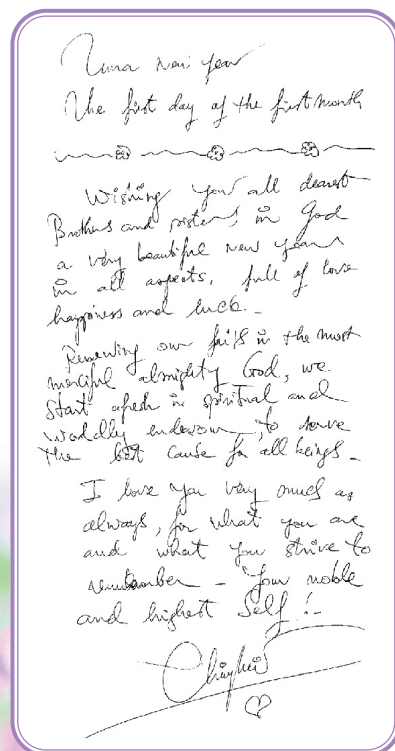 Luna New Year
The first day of the first month
Wishing you all dearest
Brothers and sisters in God
a very beautiful new year
in all aspects, full of love
happiness and luck -
Renewing our faith in the most
merciful almighty God, we
start afresh in spiritual and
worldly endeavour, to serve
the best cause for all beings -
I love you very much as
always, for what you are
and what you strive to
remember - your noble
and highest Self !-